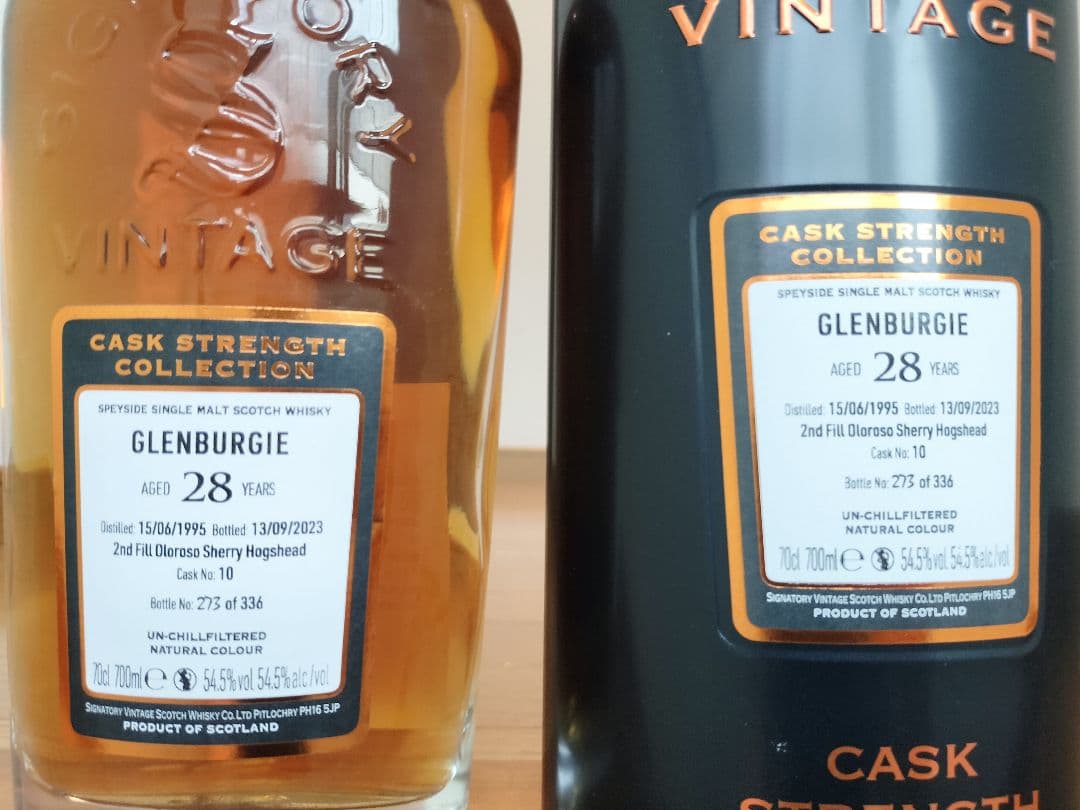 ORY
VINTAGE
CASK STRENGTH
COLLECTION
SPEYSIDE SINGLE MALT SCOTCH WHISKY
GLENBURGIE
AGED 28 YEARS
Distilled: 15/06/1995 Bottled: 13/09/2023
2nd Fill Oloroso Sherry Hogshead
Cask No: 10
Bottle No: 273 of 336
UN-CHILLFILTERED
NATURAL COLOUR
70cl 700ml℮ 54.5%vol 54.5%alc/vol
SIGNATORY VINTAGE SCOTCH WHISKY CO. LTD PITLOCHRY PH16 5JP
PRODUCT OF SCOTLAND
VINTAGE
CASK STRENGTH
COLLECTION
SPEYSIDE SINGLE MALT SCOTCH WHISKY
GLENBURGIE
AGED 28 YEARS
Distilled: 15/06/1995 Bottled: 13/09/2023
2nd Fill Oloroso Sherry Hogshead
Cask No: 10
Bottle No: 273 of 336
UN-CHILLFILTERED
NATURAL COLOUR
70cl 700ml℮ 54.5%vol 54.5%alc/vol
SIGNATORY VINTAGE SCOTCH WHISKY CO. LTD PITLOCHRY PH16 5JP
PRODUCT OF SCOTLAND
CASK
STRENGTH